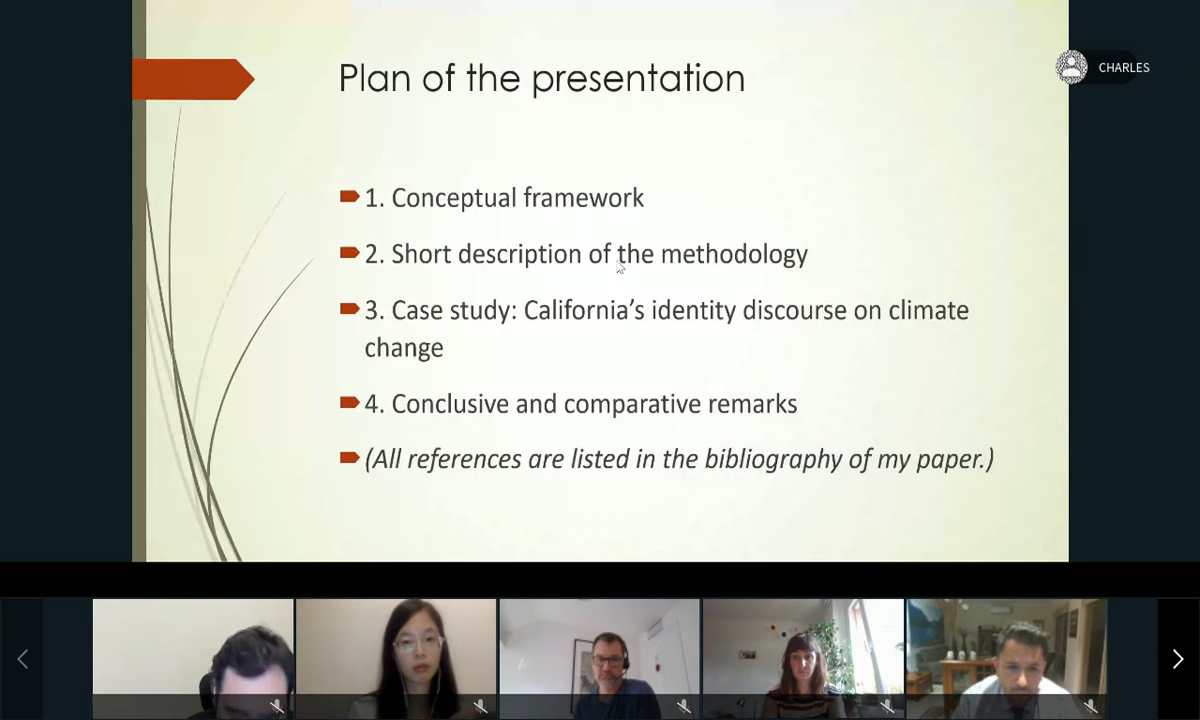 Plan of the presentation
CHARLES
1. Conceptual framework
2. Short description of the methodology
3. Case study: California’s identity discourse on climate
change
4. Conclusive and comparative remarks
(All references are listed in the bibliography of my paper.)